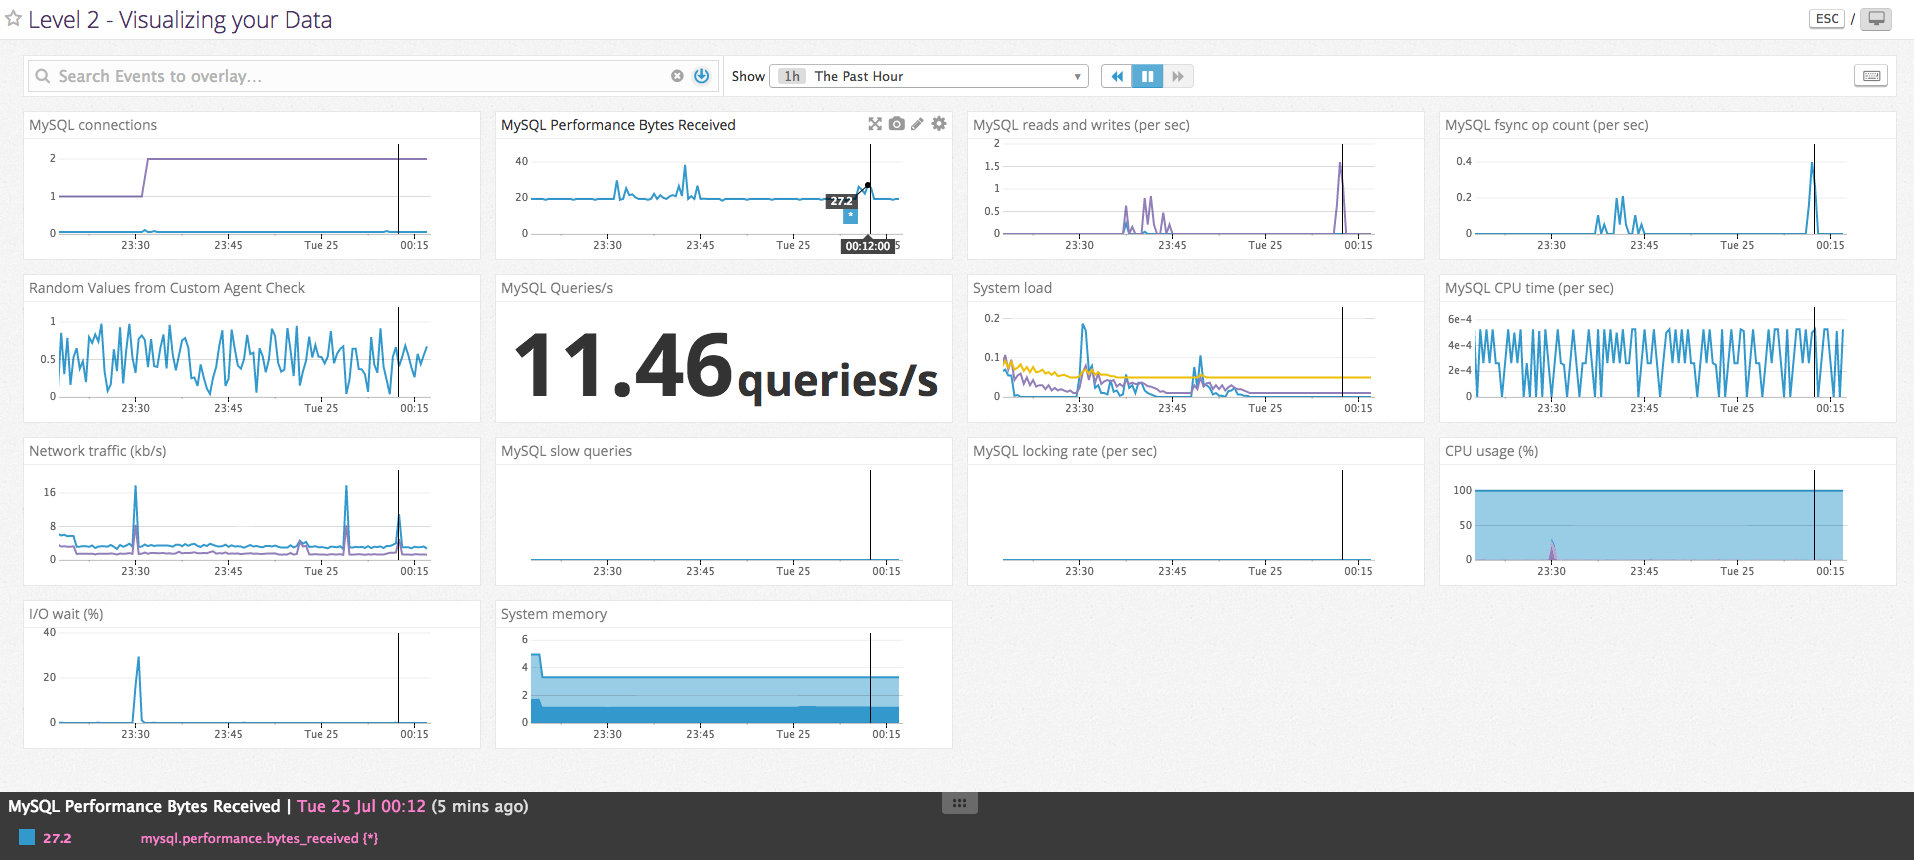 Level 2 - Visualizing your Data
ESC /
Search Events to overlay...
Show 1h The Past Hour
MySQL connections
2
1
0
23:30 23:45 Tue 25 00:15
MySQL Performance Bytes Received
40
20
0
27.2
*
23:30 23:45 Tue 25 00:12:00 5
MySQL reads and writes (per sec)
2
1.5
1
0.5
0
23:30 23:45 Tue 25 00:15
MySQL fsync op count (per sec)
0.4
0.2
0
23:30 23:45 Tue 25 00:15
Random Values from Custom Agent Check
1
0.5
0
23:30 23:45 Tue 25 00:15
MySQL Queries/s
11.46 queries/s
System load
0.2
0.1
0
23:30 23:45 Tue 25 00:15
MySQL CPU time (per sec)
6e-4
4e-4
2e-4
0
23:30 23:45 Tue 25 00:15
Network traffic (kb/s)
16
8
0
23:30 23:45 Tue 25 00:15
MySQL slow queries
23:30 23:45 Tue 25 00:15
MySQL locking rate (per sec)
23:30 23:45 Tue 25 00:15
CPU usage (%)
100
50
0
23:30 23:45 Tue 25 00:15
I/O wait (%)
40
20
0
23:30 23:45 Tue 25 00:15
System memory
6
4
2
0
23:30 23:45 Tue 25 00:15
MySQL Performance Bytes Received | Tue 25 Jul 00:12 (5 mins ago)
27.2 mysql.performance.bytes_received {*}